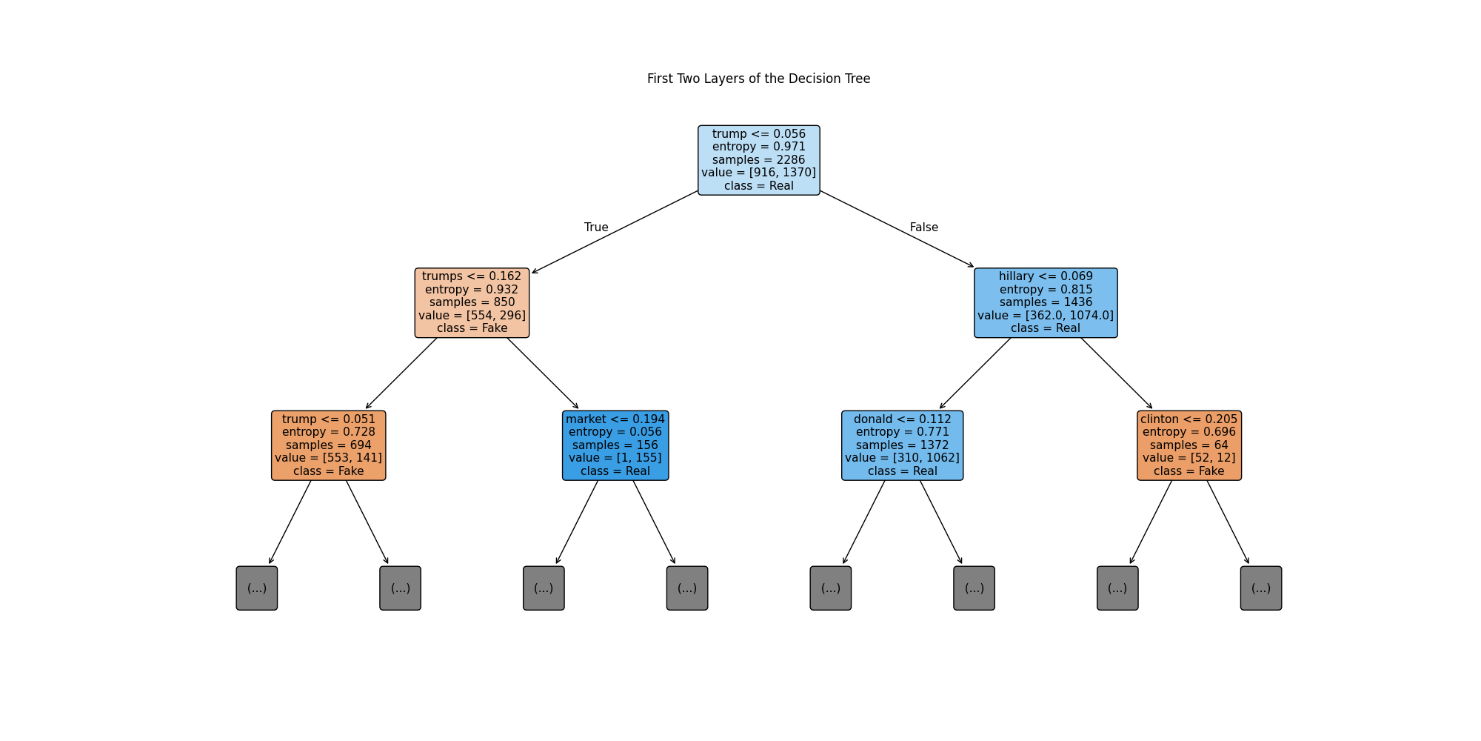 First Two Layers of the Decision Tree
trump <= 0.056
entropy = 0.971
samples = 2286
value = [916, 1370]
class = Real
True
False
trumps <= 0.162
entropy = 0.932
samples = 850
value = [554, 296]
class = Fake
hillary <= 0.069
entropy = 0.815
samples = 1436
value = [362.0, 1074.0]
class = Real
trump <= 0.051
entropy = 0.728
samples = 694
value = [553, 141]
class = Fake
market <= 0.194
entropy = 0.056
samples = 156
value = [1, 155]
class = Real
donald <= 0.112
entropy = 0.771
samples = 1372
value = [310, 1062]
class = Real
clinton <= 0.205
entropy = 0.696
samples = 64
value = [52, 12]
class = Fake
(...)
(...)
(...)
(...)
(...)
(...)
(...)
(...)